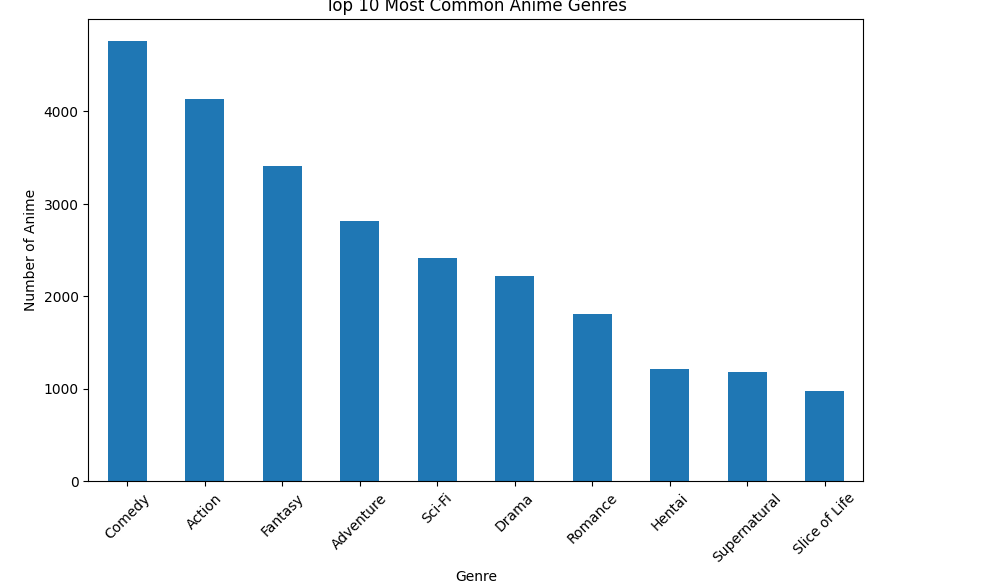 Top 10 Most Common Anime Genres
Number of Anime
4000
3000
2000
1000
0
Comedy
Action
Fantasy
Adventure
Sci-Fi
Drama
Romance
Hentai
Supernatural
Slice of Life
Genre